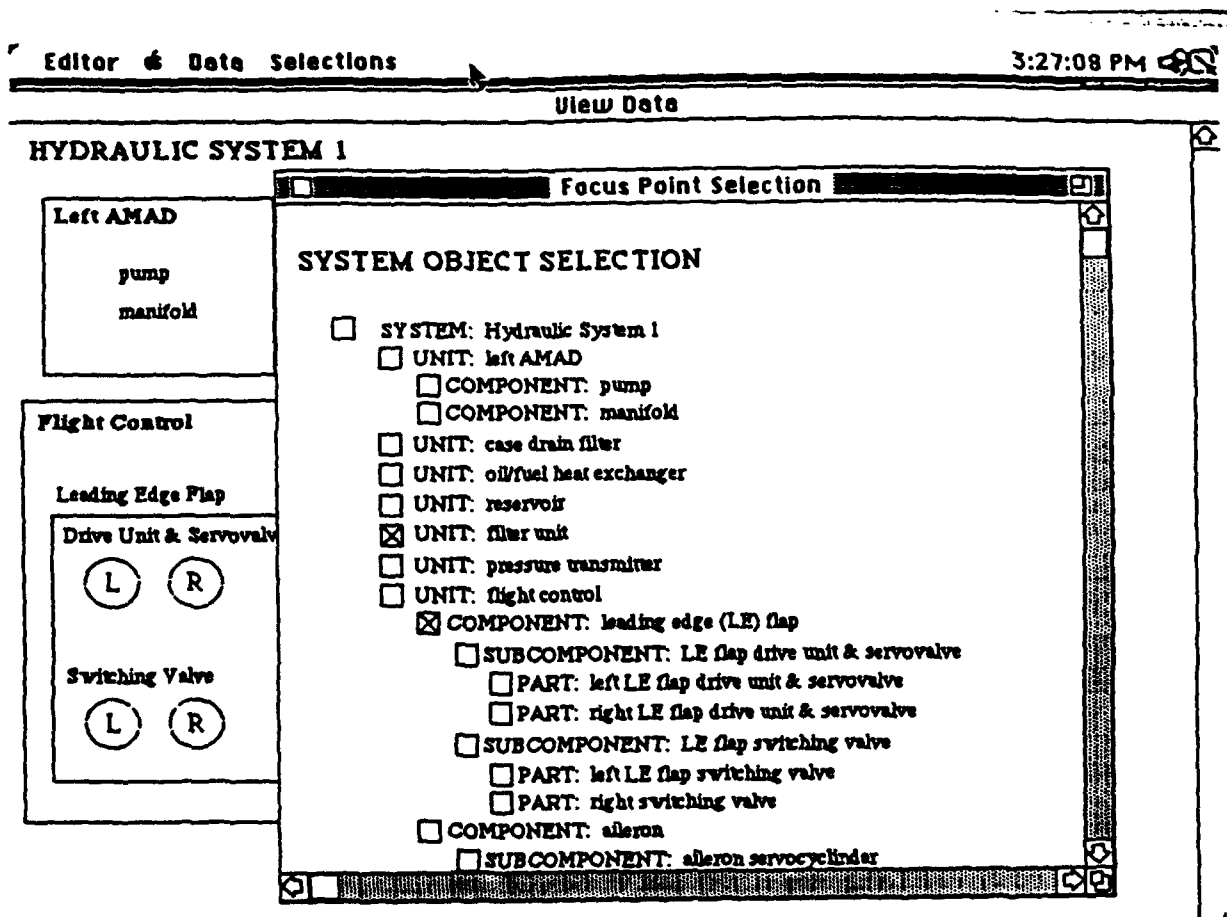 Editor Data Selections 3:27:08 PM
View Data
HYDRAULIC SYSTEM 1
Left AMAD
pump
manifold
Flight Control
Leading Edge Flap
Drive Unit & Servovalv
L R
Switching Valve
L R
Focus Point Selection
SYSTEM OBJECT SELECTION
SYSTEM: Hydraulic System 1
UNIT: left AMAD
COMPONENT: pump
COMPONENT: manifold
UNIT: case drain filter
UNIT: oil/fuel heat exchanger
UNIT: reservoir
UNIT: filter unit
UNIT: pressure transmitter
UNIT: flight control
COMPONENT: leading edge (LE) flap
SUBCOMPONENT: LE flap drive unit & servovalve
PART: left LE flap drive unit & servovalve
PART: right LE flap drive unit & servovalve
SUBCOMPONENT: LE flap switching valve
PART: left LE flap switching valve
PART: right switching valve
COMPONENT: aileron
SUBCOMPONENT: aileron servocylinder